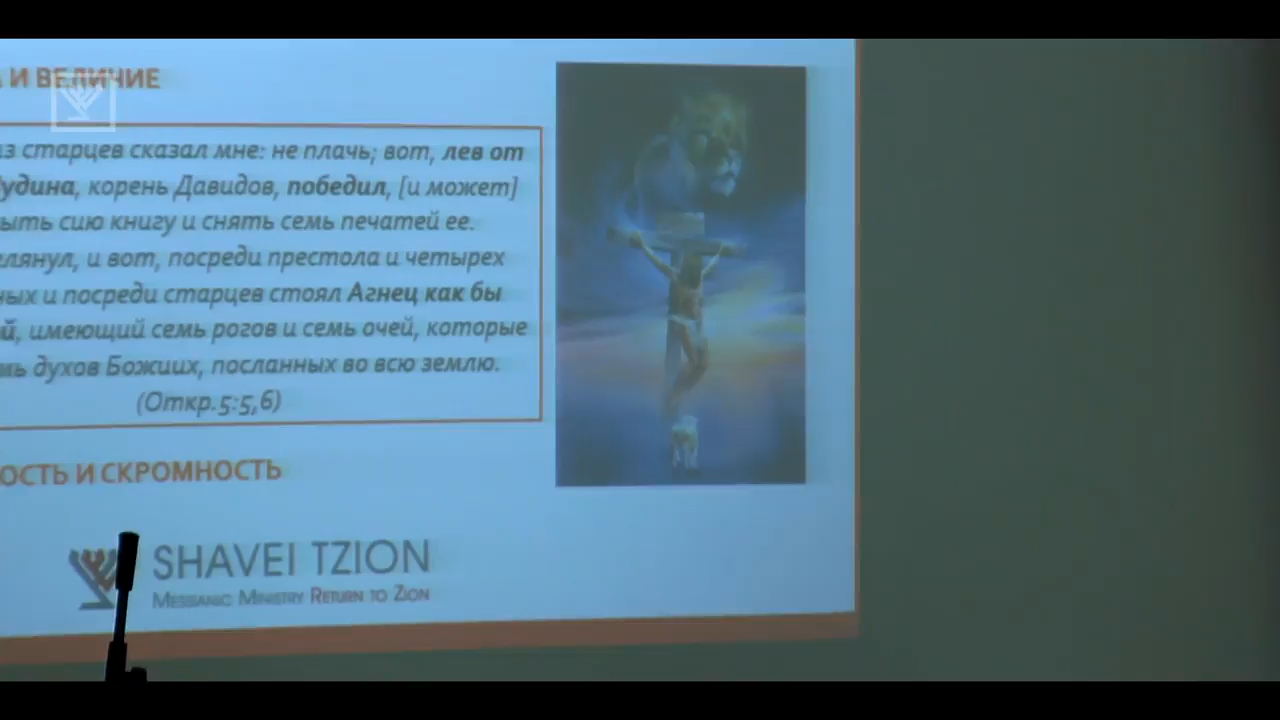 И ВЕЛИЧИЕ
из старцев сказал мне: не плачь; вот, лев от
удина, корень Давидов, победил, [и может]
ыть сию книгу и снять семь печатей ее.
лянул, и вот, посреди престола и четырех
ных и посреди старцев стоял Агнец как бы
й, имеющий семь рогов и семь очей, которые
мь духов Божиих, посланных во всю землю.
(Откр.5:5,6)
ОСТЬ И СКРОМНОСТЬ
SHAVEI TZION
MESSIANIC MINISTRY RETURN TO ZION